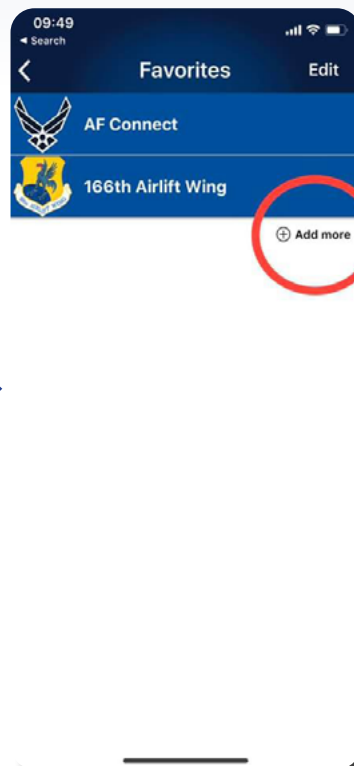 09:49
◄ Search
Favorites
Edit
AF Connect
166th Airlift Wing
Add more